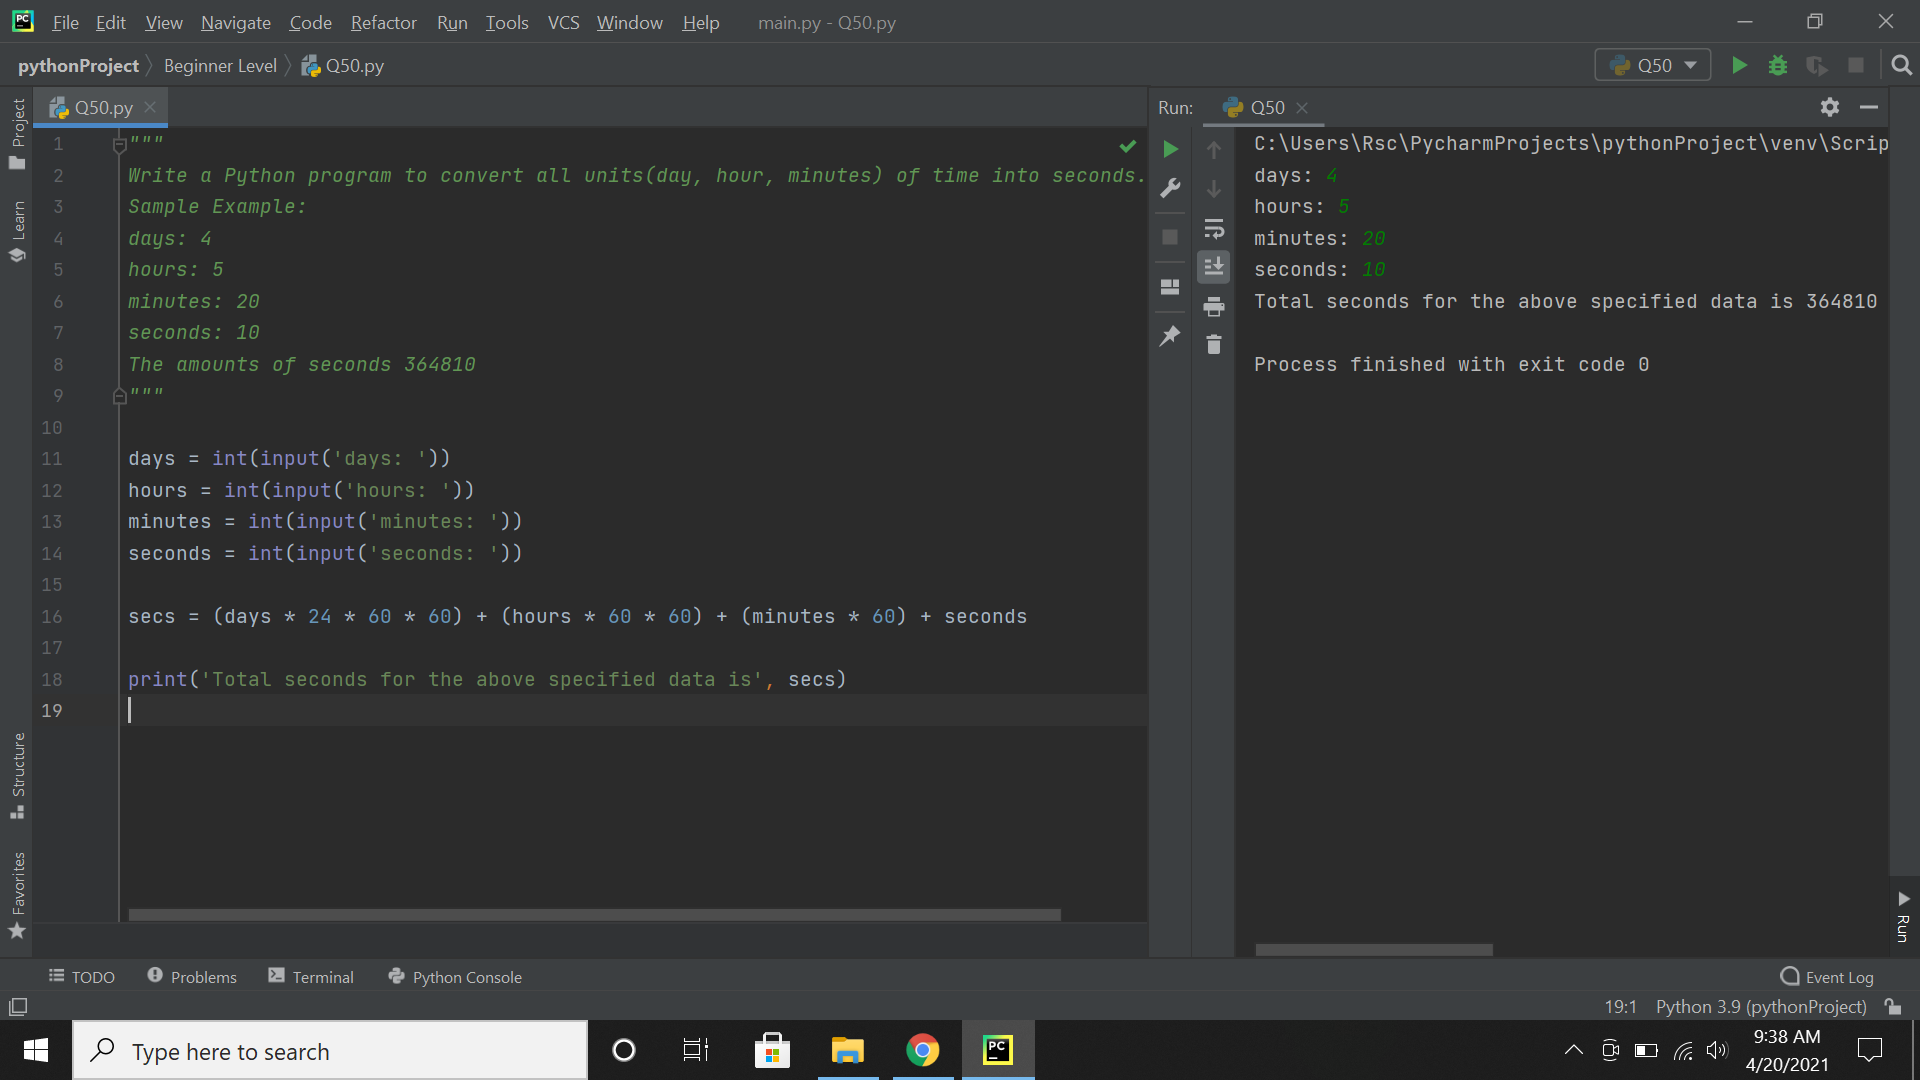 File Edit View Navigate Code Refactor Run Tools VCS Window Help main.py - Q50.py
pythonProject Beginner Level Q50.py Q50
Project
Learn
Structure
Favorites
Q50.py
1 """
2 Write a Python program to convert all units(day, hour, minutes) of time into seconds.
3 Sample Example:
4 days: 4
5 hours: 5
6 minutes: 20
7 seconds: 10
8 The amounts of seconds 364810
9 """
10
11 days = int(input('days: '))
12 hours = int(input('hours: '))
13 minutes = int(input('minutes: '))
14 seconds = int(input('seconds: '))
15
16 secs = (days * 24 * 60 * 60) + (hours * 60 * 60) + (minutes * 60) + seconds
17
18 print('Total seconds for the above specified data is', secs)
19
Run: Q50
C:\Users\Rsc\PycharmProjects\pythonProject\venv\Scrip
days: 4
hours: 5
minutes: 20
seconds: 10
Total seconds for the above specified data is 364810
Process finished with exit code 0
Run
TODO Problems Terminal Python Console Event Log
19:1 Python 3.9 (pythonProject)
Type here to search
PC
9:38 AM
4/20/2021